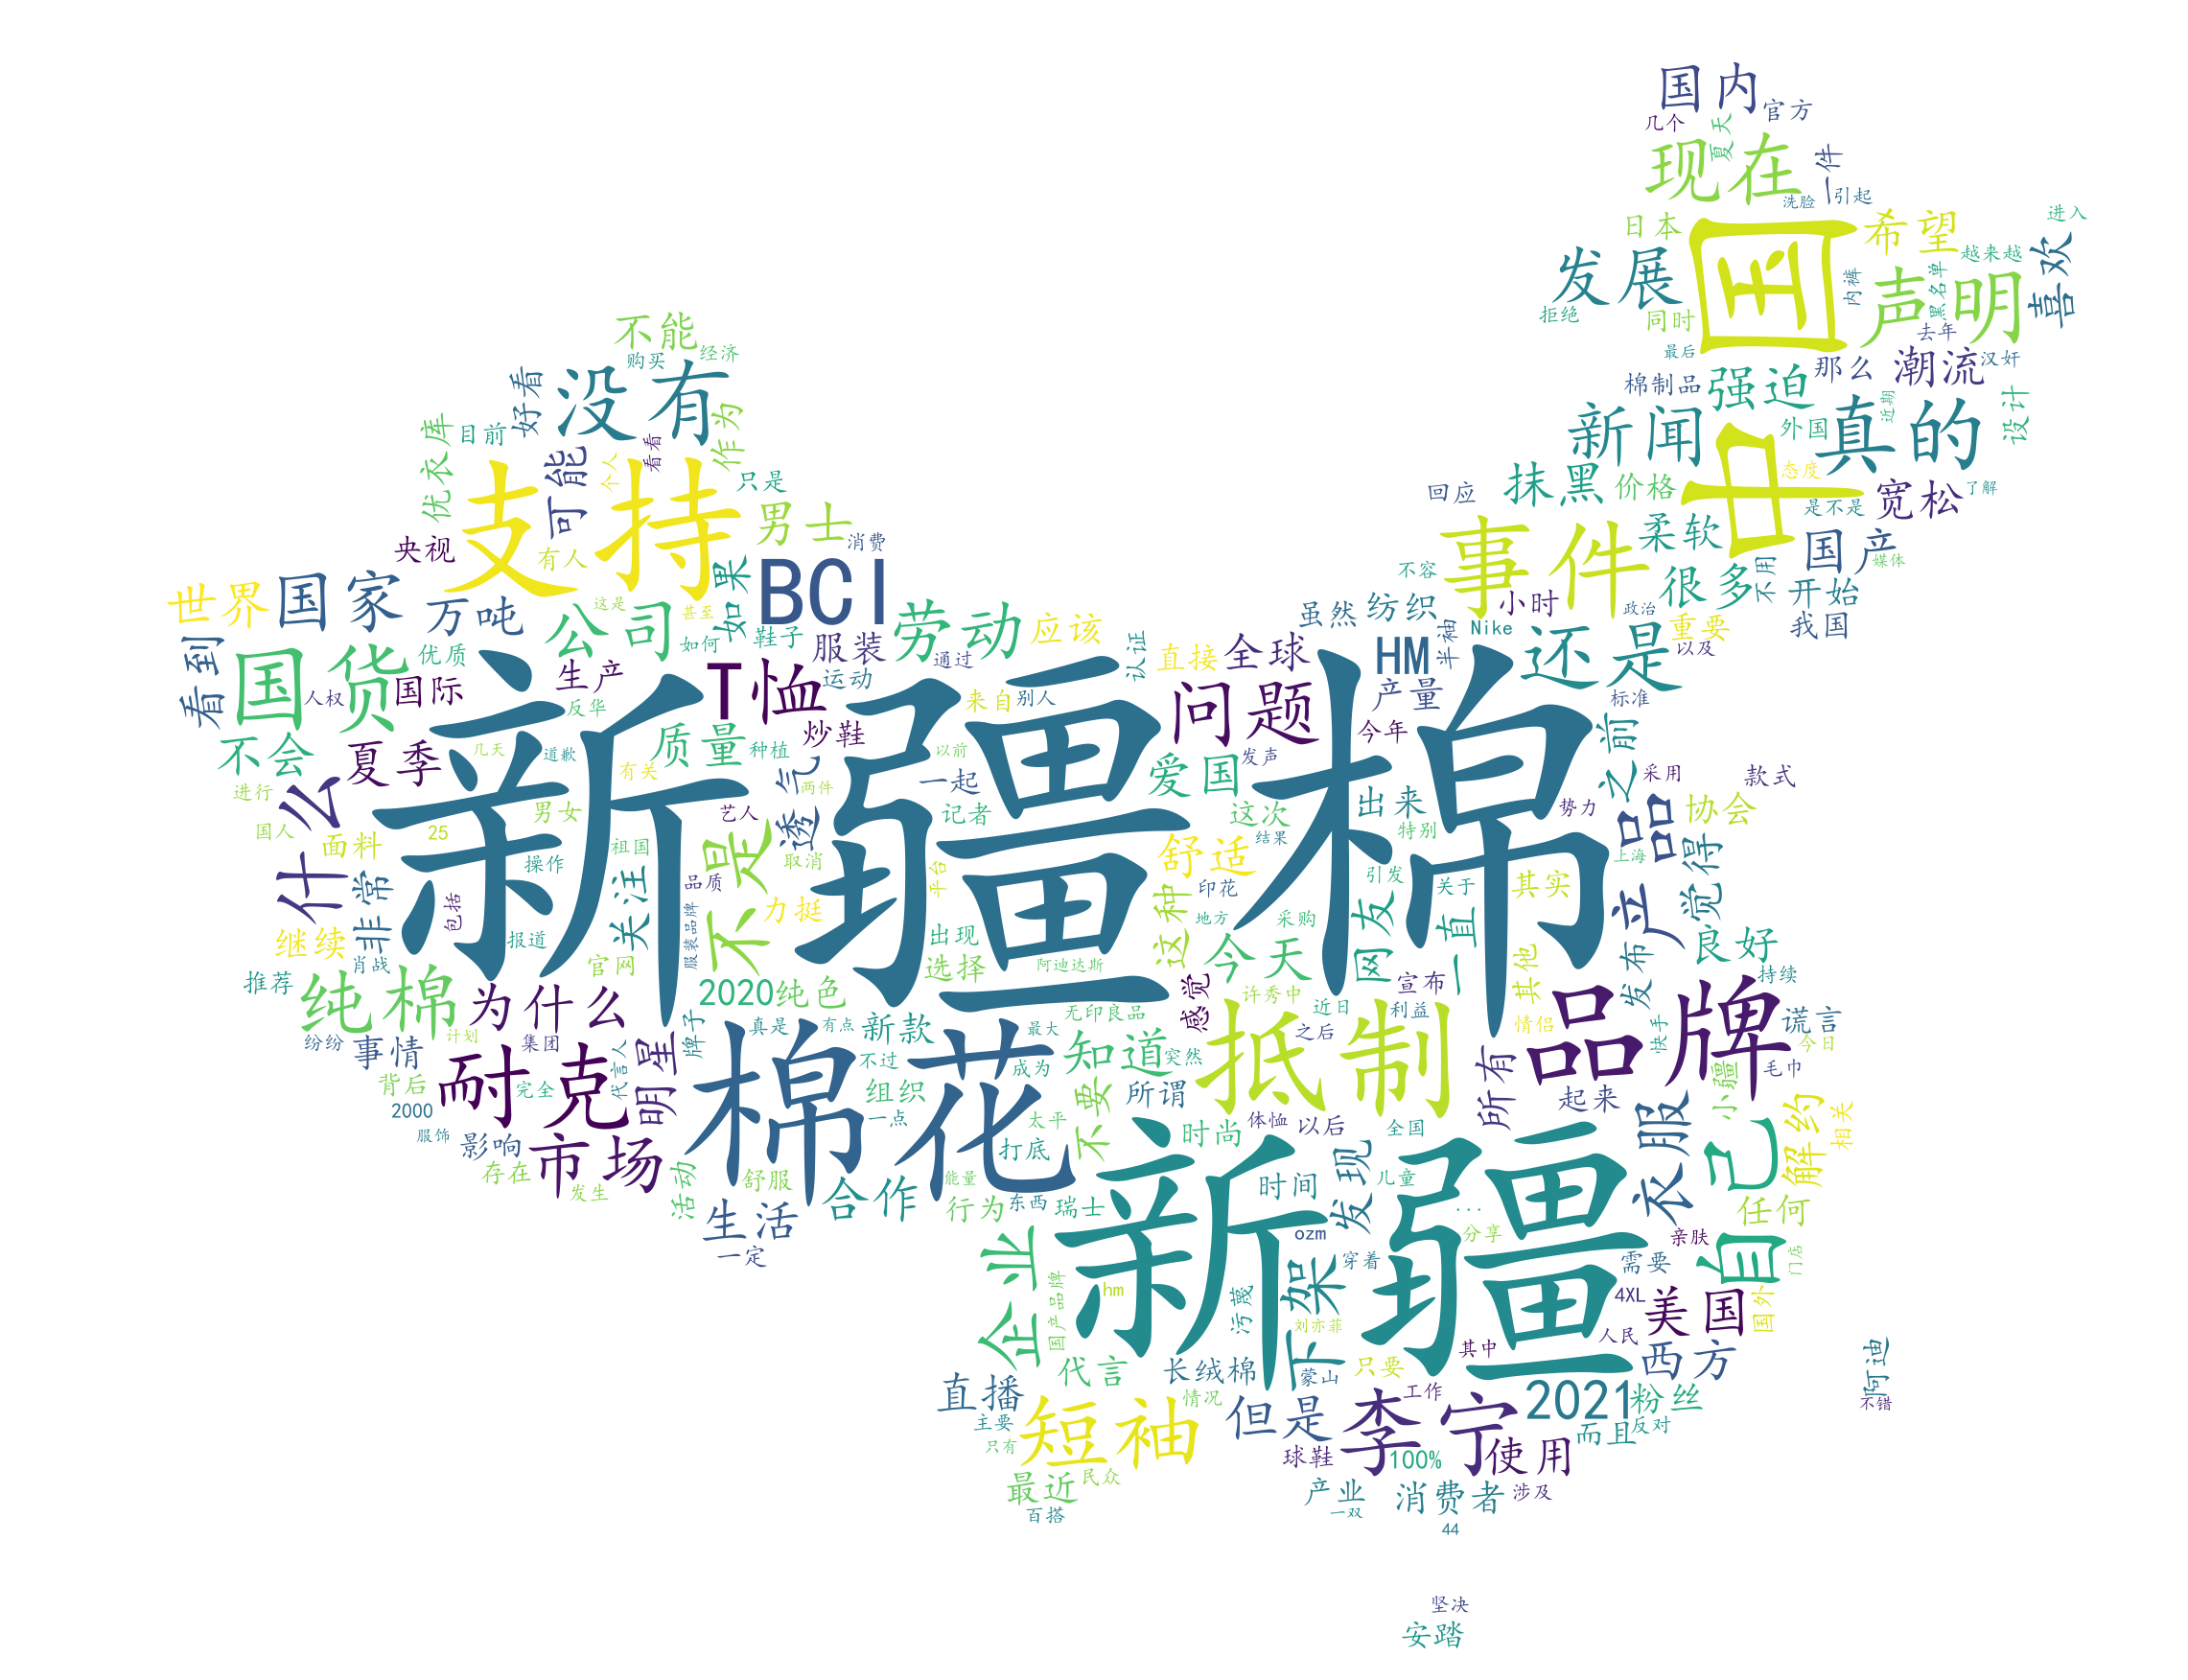 国内
官方
几个
夏天
现在
一件
洗脸
引起
日本
中国
希望
进入
越来越
喜欢
发展
声明
内裤
黑名单
拒绝
同时
去年
最后
那么
潮流
汉奸
棉制品
强迫
近期
设计
新闻
外国
真的
态度
抹黑
价格
是不是
宽松
了解
回应
事件
柔软
国产
不用
媒体
不能
购买
经济
没有
好看
优衣库
目前
看看
作为
可能
支持
个人
只是
央视
有人
男士
消费
世界
国家
万吨
公司
这是
甚至
如果
BCI
劳动
应该
不容
虽然
纺织
小时
很多
开始
政治
重要
我国
看到
国货
优质
如何
鞋子
服装
通过
认证
直接
全球
HM
半袖
Nike
还是
以及
人权
国际
生产
T恤
运动
来自
别人
问题
产量
标准
反华
不会
夏季
几天
道歉
质量
种植
炒鞋
以前
爱国
发声
今年
之前
采用
款式
进行
有关
透气
两件
一起
这次
出来
势力
产品
协会
什么
国人
面料
25
男女
艺人
记者
特别
新疆棉
操作
祖国
不是
取消
舒适
结果
网友
引发
关于
其实
上海
觉得
非常
包括
关注
品质
力挺
平台
这种
印花
一直
继续
报道
服装品牌
出现
地方
采购
其他
发布
良好
推荐
肖战
官网
选择
阿迪达斯
今天
宣布
持续
纯棉
为什么
2020
纯色
感觉
许秀中
近日
利益
情侣
品牌
谎言
纷纷
计划
事情
集团
明星
牌子
真是
有点
新款
最大
无印良品
知道
突然
之后
抵制
快手
今日
背后
耐克
完全
代言人
棉花
不过
成为
组织
所谓
所有
起来
小疆
毛巾
2000
一点
太平
不要
体恤
以后
全国
衣服
自己
解约
相关
服饰
影响
市场
打底
时尚
新疆
存在
发生
活动
舒服
能量
生活
合作
行为
东西
瑞士
时间
发现
儿童
...
任何
一定
企业
ozm
分享
亲肤
门店
穿着
需要
hm
国产品牌
污蔑
下架
刘亦菲
4XL
美国
国外
人民
代言
长绒棉
蒙山
只要
其中
西方
阿迪
直播
短袖
情况
工作
李宁
2021
粉丝
不错
主要
但是
而且
反对
只有
球鞋
100%
使用
最近
民众
产业
消费者
涉及
百搭
一双
44
坚决
安踏